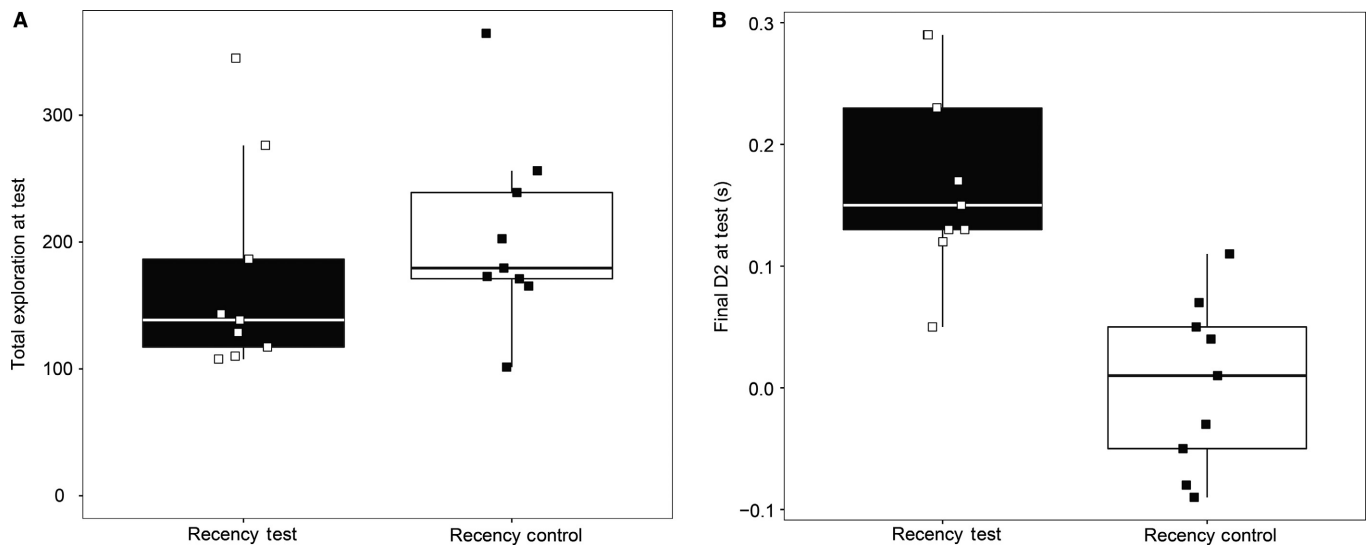 A
Total exploration at test
300
200
100
0
Recency test
Recency control
B
Final D2 at test (s)
0.3
0.2
0.1
0.0
−0.1
Recency test
Recency control